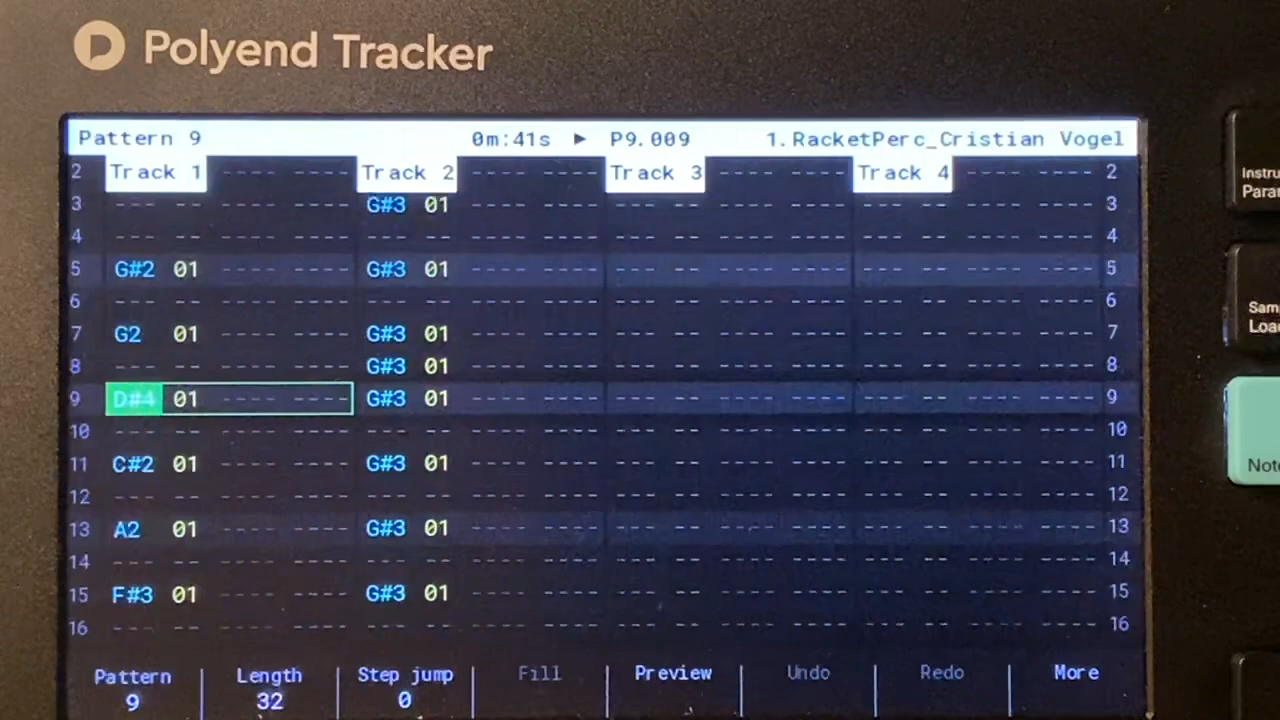 Polyend Tracker
Pattern 9 0m:41s ► P9.009 1.RacketPerc_Cristian Vogel
2 Track 1 ---- ---- Track 2 ---- ---- Track 3 ---- ---- Track 4 ---- ---- 2
3 --- -- ---- ---- G#3 01 ---- ---- --- -- ---- ---- --- -- ---- ---- 3
4 --- -- ---- ---- --- -- ---- ---- --- -- ---- ---- --- -- ---- ---- 4
5 G#2 01 ---- ---- G#3 01 ---- ---- --- -- ---- ---- --- -- ---- ---- 5
6 --- -- ---- ---- --- -- ---- ---- --- -- ---- ---- --- -- ---- ---- 6
7 G2 01 ---- ---- G#3 01 ---- ---- --- -- ---- ---- --- -- ---- ---- 7
8 --- -- ---- ---- G#3 01 ---- ---- --- -- ---- ---- --- -- ---- ---- 8
9 D#4 01 ---- ---- G#3 01 ---- ---- --- -- ---- ---- --- -- ---- ---- 9
10 --- -- ---- ---- --- -- ---- ---- --- -- ---- ---- --- -- ---- ---- 10
11 C#2 01 ---- ---- G#3 01 ---- ---- --- -- ---- ---- --- -- ---- ---- 11
12 --- -- ---- ---- --- -- ---- ---- --- -- ---- ---- --- -- ---- ---- 12
13 A2 01 ---- ---- G#3 01 ---- ---- --- -- ---- ---- --- -- ---- ---- 13
14 --- -- ---- ---- --- -- ---- ---- --- -- ---- ---- --- -- ---- ---- 14
15 F#3 01 ---- ---- G#3 01 ---- ---- --- -- ---- ---- --- -- ---- ---- 15
16 --- -- ---- ---- --- -- ---- ---- --- -- ---- ---- --- -- ---- ---- 16
Pattern Length Step jump Fill Preview Undo Redo More
9 32 0